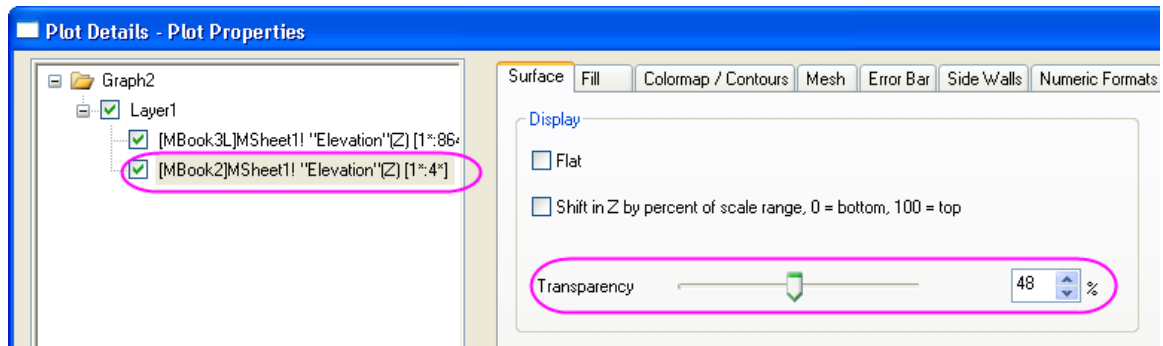 Plot Details - Plot Properties
Graph2
Layer1
[MBook3L]MSheet1! "Elevation"(Z) [1*:864
[MBook2]MSheet1! "Elevation"(Z) [1*:4*]
Surface Fill Colormap / Contours Mesh Error Bar Side Walls Numeric Formats
Display
Flat
Shift in Z by percent of scale range, 0 = bottom, 100 = top
Transparency 48 %